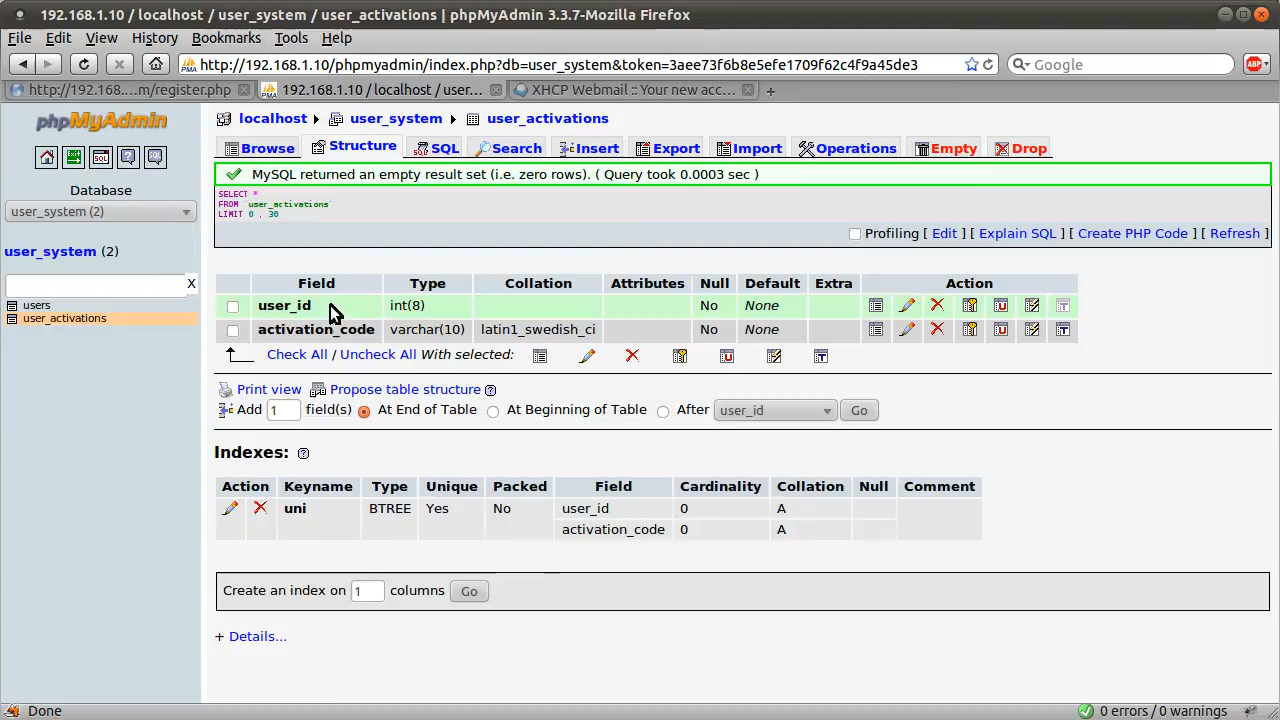 192.168.1.10 / localhost / user_system / user_activations | phpMyAdmin 3.3.7-Mozilla Firefox
File Edit View History Bookmarks Tools Help
http://192.168.1.10/phpmyadmin/index.php?db=user_system&token=3aee73f6b8e5efe1709f62c4f9a45de3 Google ABP
http://192.168....m/register.php 192.168.1.10 / localhost / user... XHCP Webmail :: Your new acc... +
phpMyAdmin
SQL
Database
user_system (2)
user_system (2)
X
users
user_activations
localhost user_system user_activations
Browse Structure SQL Search Insert Export Import Operations Empty Drop
MySQL returned an empty result set (i.e. zero rows). ( Query took 0.0003 sec )
SELECT *
FROM `user_activations`
LIMIT 0 , 30
Profiling [ Edit ] [ Explain SQL ] [ Create PHP Code ] [ Refresh ]
Field Type Collation Attributes Null Default Extra Action
user_id int(8) No None
activation_code varchar(10) latin1_swedish_ci No None
Check All / Uncheck All With selected:
Print view Propose table structure
Add 1 field(s) At End of Table At Beginning of Table After user_id Go
Indexes:
Action Keyname Type Unique Packed Field Cardinality Collation Null Comment
uni BTREE Yes No user_id 0 A
activation_code 0 A
Create an index on 1 columns Go
+ Details...
Done 0 errors / 0 warnings